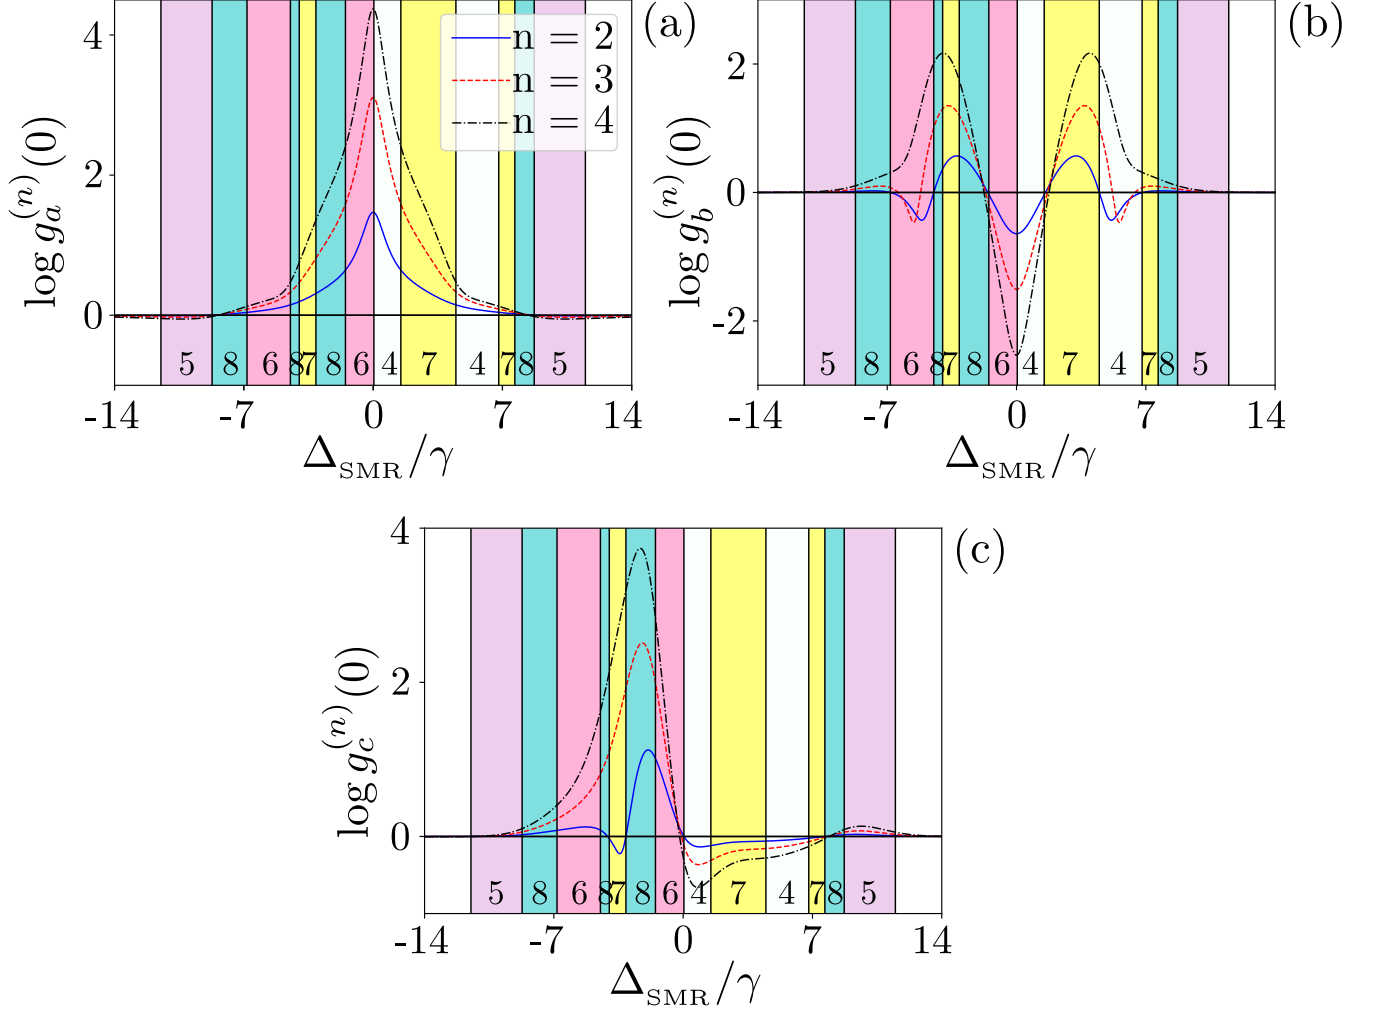 (a)
log g_a^(n)(0)
4
2
0
n = 2
n = 3
n = 4
5 8 6 8 7 8 6 4 7 4 7 8 5
-14 -7 0 7 14
Δ_SMR/γ
(b)
log g_b^(n)(0)
2
0
-2
5 8 6 8 7 8 6 4 7 4 7 8 5
-14 -7 0 7 14
Δ_SMR/γ
(c)
log g_c^(n)(0)
4
2
0
5 8 6 8 7 8 6 4 7 4 7 8 5
-14 -7 0 7 14
Δ_SMR/γ